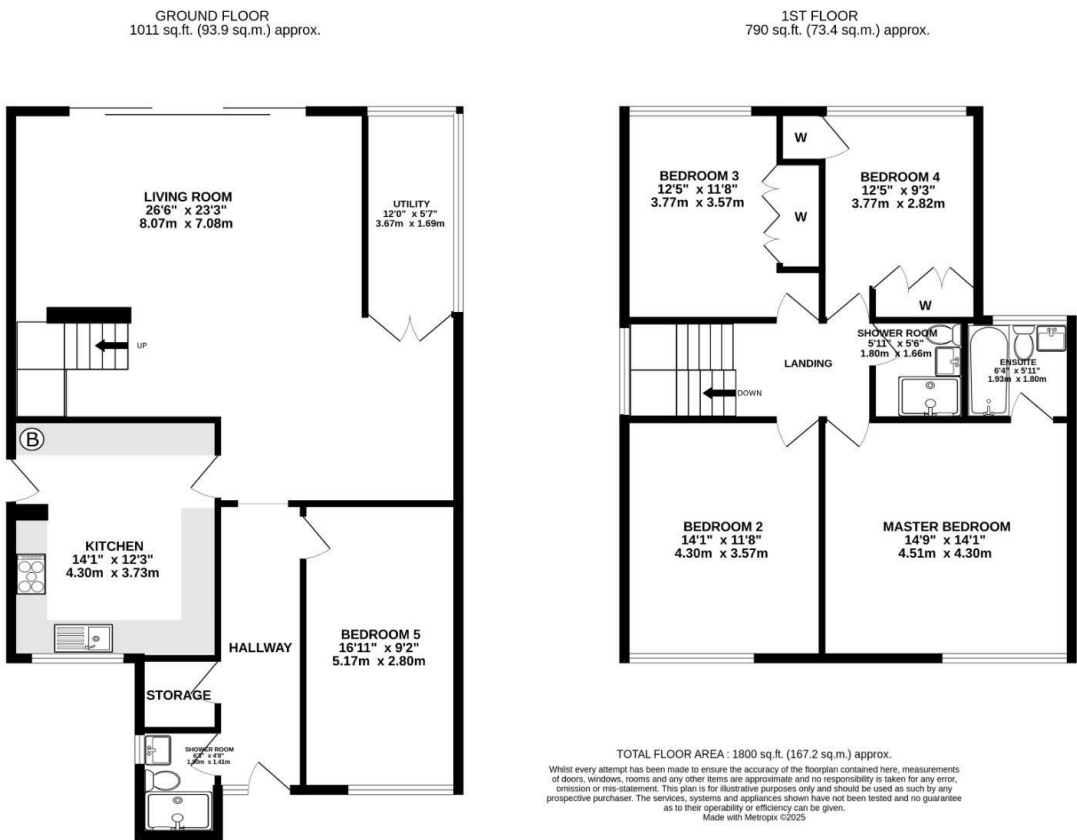 GROUND FLOOR
1011 sq.ft. (93.9 sq.m.) approx.
LIVING ROOM
26'6" x 23'3"
8.07m x 7.08m
UTILITY
12'0" x 5'7"
3.67m x 1.69m
UP
B
KITCHEN
14'1" x 12'3"
4.30m x 3.73m
HALLWAY
BEDROOM 5
16'11" x 9'2"
5.17m x 2.80m
STORAGE
SHOWER ROOM
x 4'8"
x 1.41m
1ST FLOOR
790 sq.ft. (73.4 sq.m.) approx.
W
BEDROOM 3
12'5" x 11'8"
3.77m x 3.57m
W
BEDROOM 4
12'5" x 9'3"
3.77m x 2.82m
W
SHOWER ROOM
5'11" x 5'6"
1.80m x 1.66m
ENSUITE
6'4" x 5'11"
1.93m x 1.80m
LANDING
DOWN
BEDROOM 2
14'1" x 11'8"
4.30m x 3.57m
MASTER BEDROOM
14'9" x 14'1"
4.51m x 4.30m
TOTAL FLOOR AREA : 1800 sq.ft. (167.2 sq.m.) approx.
Whilst every attempt has been made to ensure the accuracy of the floorplan contained here, measurements
of doors, windows, rooms and any other items are approximate and no responsibility is taken for any error,
omission or mis-statement. This plan is for illustrative purposes only and should be used as such by any
prospective purchaser. The services, systems and appliances shown have not been tested and no guarantee
as to their operability or efficiency can be given.
Made with Metropix ©2025